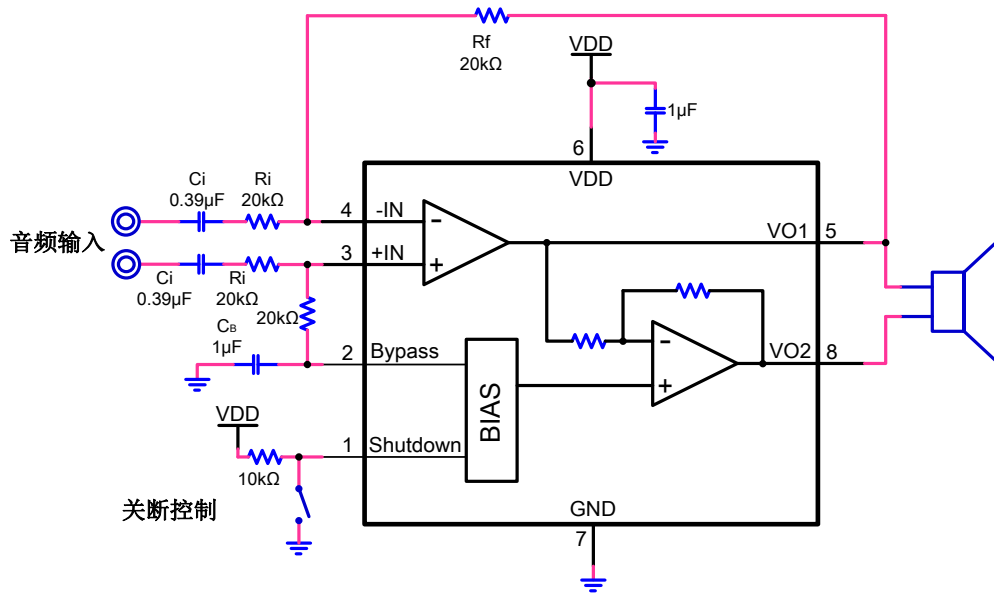 Rf
20kΩ
VDD
1µF
6
VDD
Ci
0.39µF
Ri
20kΩ
4
-IN
-
VO1
5
音频输入
3
+IN
+
Ci
0.39µF
Ri
20kΩ
20kΩ
CB
1µF
2
Bypass
-
+
VO2
8
BIAS
VDD
1
Shutdown
10kΩ
关断控制
GND
7